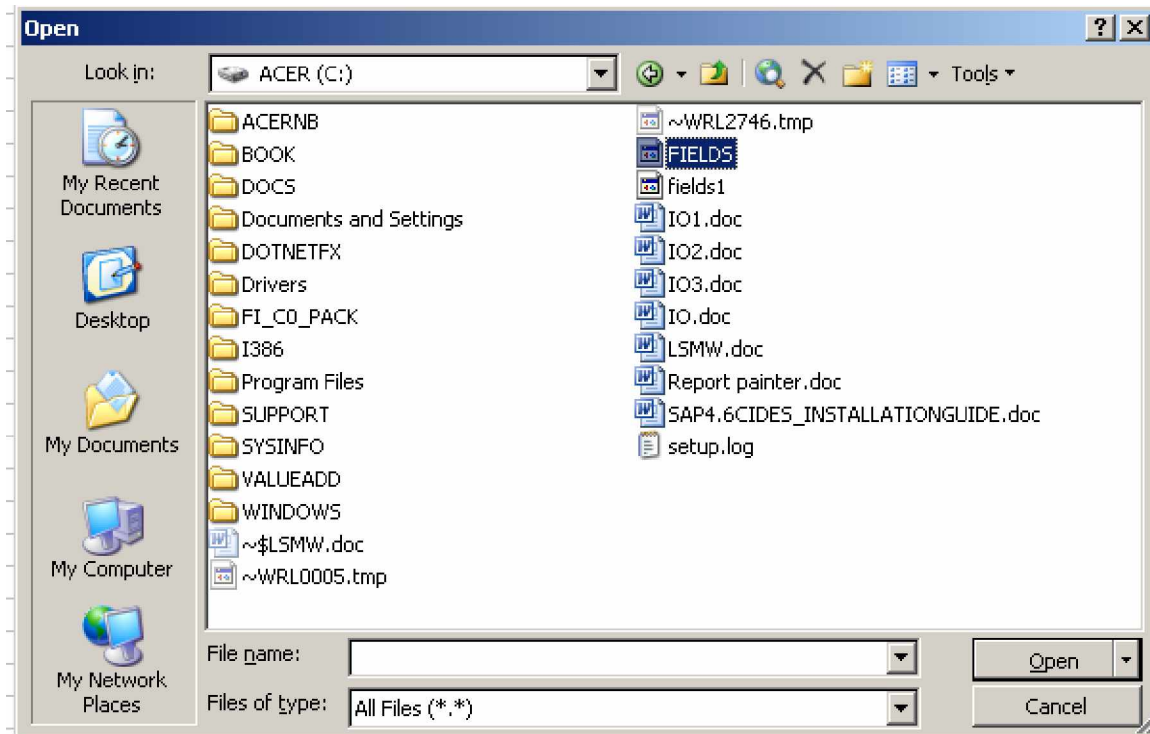 Open
Look in:
ACER (C:)
Tools
My Recent
Documents
Desktop
My Documents
My Computer
My Network
Places
ACERNB
BOOK
DOCS
Documents and Settings
DOTNETFX
Drivers
FI_C0_PACK
I386
Program Files
SUPPORT
SYSINFO
VALUEADD
WINDOWS
~$LSMW.doc
~WRL0005.tmp
~WRL2746.tmp
FIELDS
fields1
IO1.doc
IO2.doc
IO3.doc
IO.doc
LSMW.doc
Report painter.doc
SAP4.6CIDES_INSTALLATIONGUIDE.doc
setup.log
File name:
Open
Files of type:
All Files (*.*)
Cancel